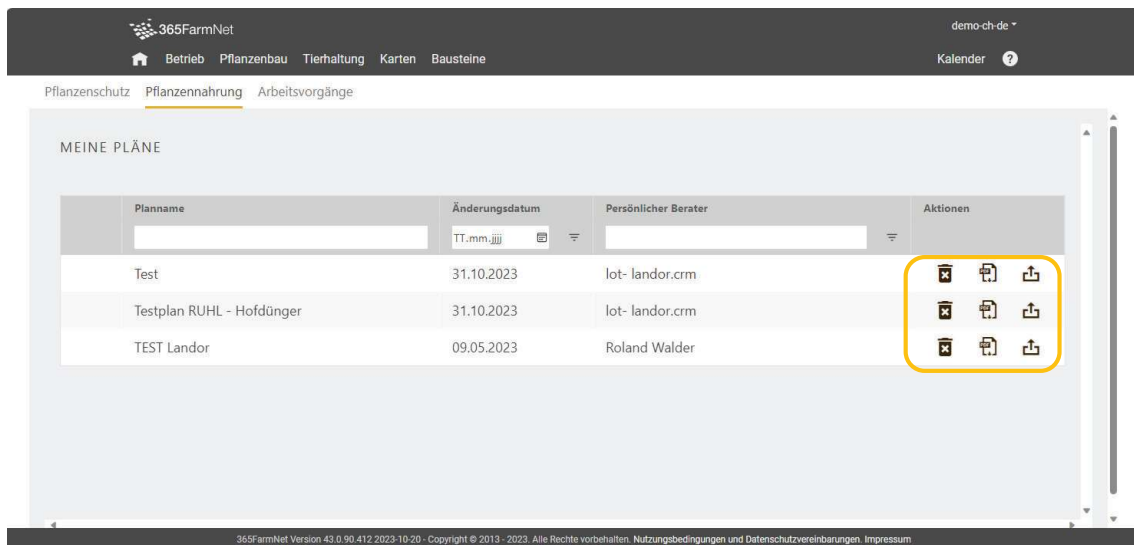 365FarmNet demo-ch-de
Betrieb Pflanzenbau Tierhaltung Karten Bausteine Kalender ?
Pflanzenschutz Pflanzennahrung Arbeitsvorgänge
MEINE PLÄNE
Planname Änderungsdatum Persönlicher Berater Aktionen
TT.mm.jjjj
Test 31.10.2023 lot- landor.crm
Testplan RUHL - Hofdünger 31.10.2023 lot- landor.crm
TEST Landor 09.05.2023 Roland Walder
365FarmNet Version 43.0.90.412 2023-10-20 - Copyright © 2013 - 2023. Alle Rechte vorbehalten. Nutzungsbedingungen und Datenschutzvereinbarungen. Impressum